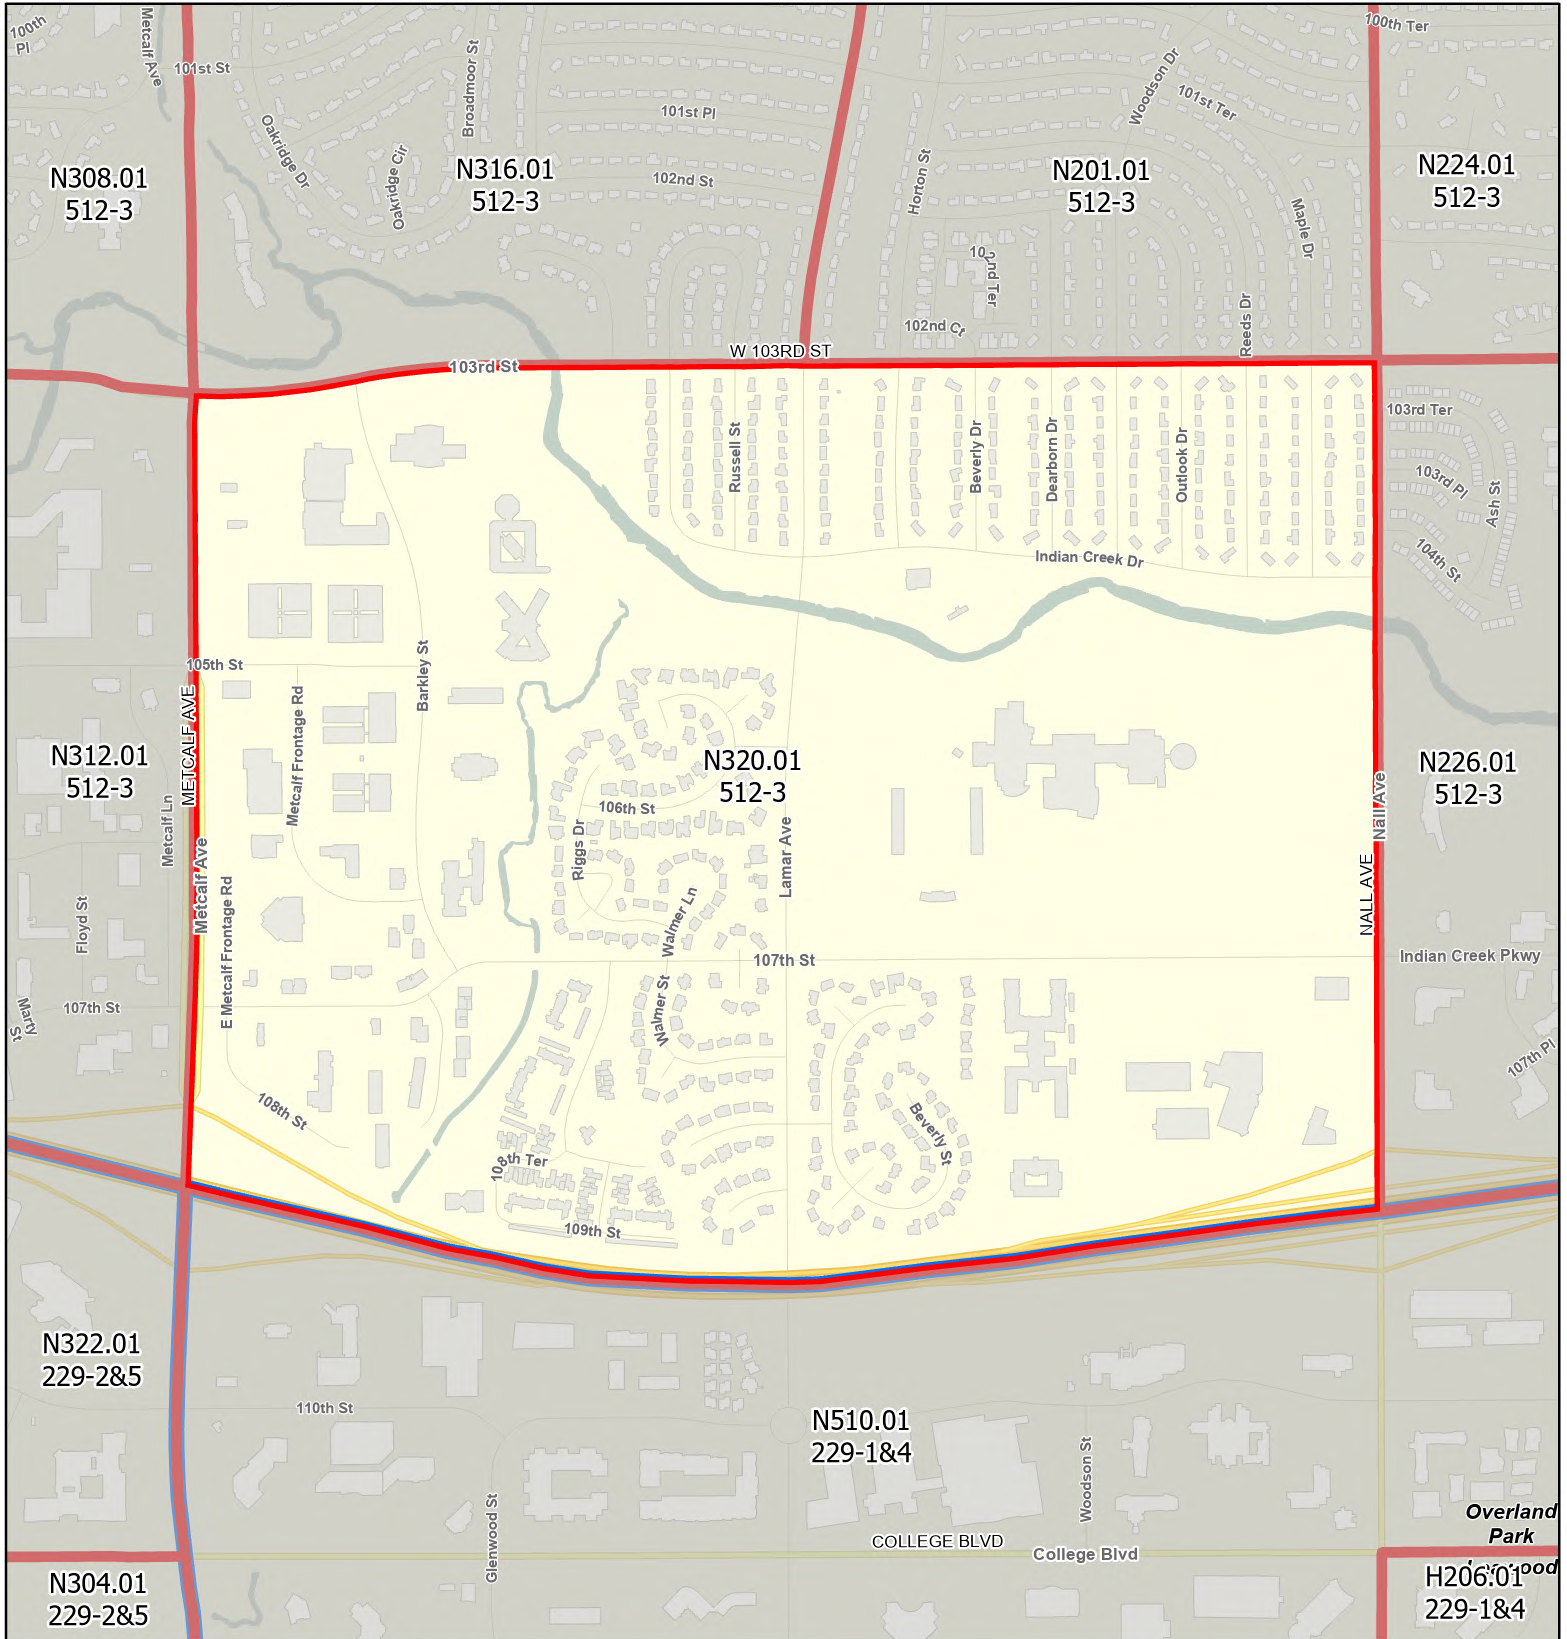 100th
Pl
Metcalf Ave
101st St
Broadmoor St
Oakridge Dr
Oakridge Cir
101st Pl
102nd St
Horton St
Woodson Dr
101st Ter
100th Ter
Maple Dr
102nd Ter
102nd Ct
Reeds Dr
N308.01
512-3
N316.01
512-3
N201.01
512-3
N224.01
512-3
W 103RD ST
103rd St
Russell St
Beverly Dr
Dearborn Dr
Outlook Dr
Indian Creek Dr
103rd Ter
103rd Pl
Ash St
104th St
105th St
Barkley St
METCALF AVE
Metcalf Frontage Rd
Metcalf Ln
Metcalf Ave
E Metcalf Frontage Rd
Floyd St
N312.01
512-3
N320.01
512-3
N226.01
512-3
106th St
Riggs Dr
Walmer Ln
Lamar Ave
Nall Ave
NALL AVE
107th St
Indian Creek Pkwy
Marty
St
107th St
Walmer St
107th Pl
108th St
Beverly St
108th Ter
109th St
N322.01
229-2&5
110th St
N510.01
229-1&4
Glenwood St
Woodson St
COLLEGE BLVD
College Blvd
Overland
Park
N304.01
229-2&5
H206.01
229-1&4